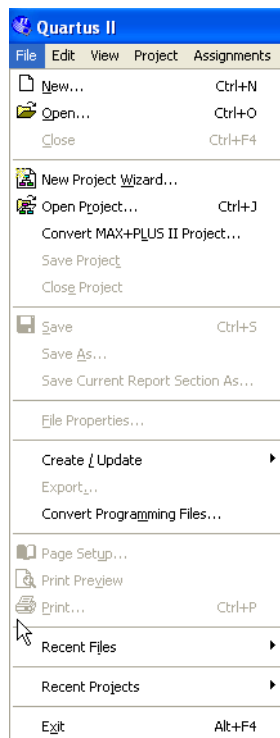 Quartus II
File Edit View Project Assignments
New... Ctrl+N
Open... Ctrl+O
Close Ctrl+F4
New Project Wizard...
Open Project... Ctrl+J
Convert MAX+PLUS II Project...
Save Project
Close Project
Save Ctrl+S
Save As...
Save Current Report Section As...
File Properties...
Create / Update
Export...
Convert Programming Files...
Page Setup...
Print Preview
Print... Ctrl+P
Recent Files
Recent Projects
Exit Alt+F4